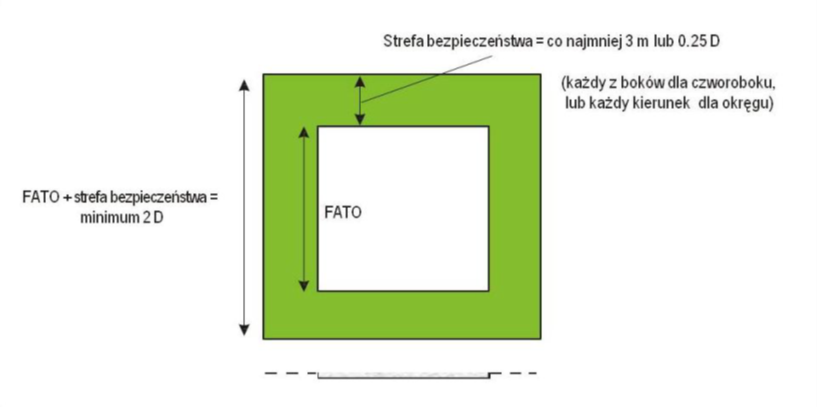 Strefa bezpieczeństwa = co najmniej 3 m lub 0.25 D
(każdy z boków dla czworoboku,
lub każdy kierunek dla okręgu)
FATO + strefa bezpieczeństwa =
minimum 2 D
FATO